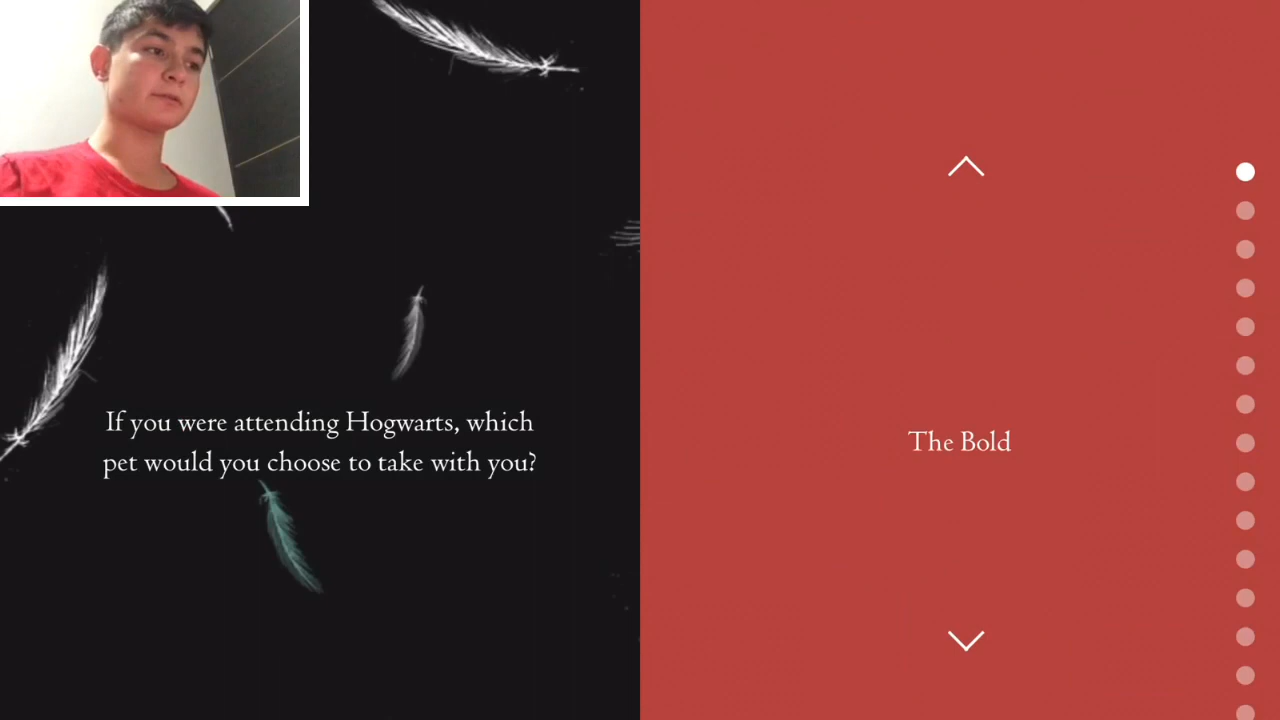 If you were attending Hogwarts, which
pet would you choose to take with you?
The Bold